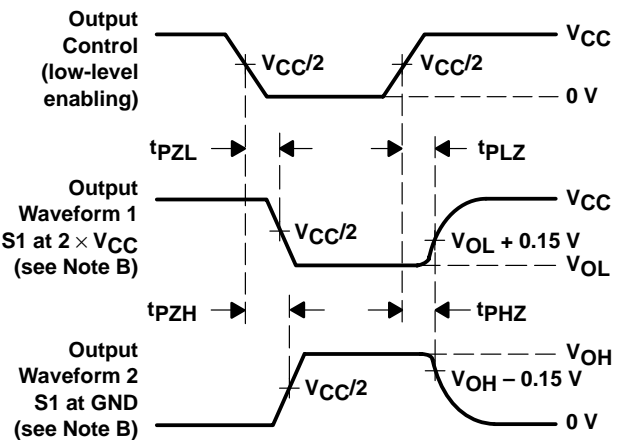 Output
Control
(low-level
enabling)
VCC
VCC/2
VCC/2
0 V
tPZL
tPLZ
Output
Waveform 1
S1 at 2 × VCC
(see Note B)
VCC
VCC/2
VOL + 0.15 V
VOL
tPZH
tPHZ
Output
Waveform 2
S1 at GND
(see Note B)
VOH
VCC/2
VOH – 0.15 V
0 V